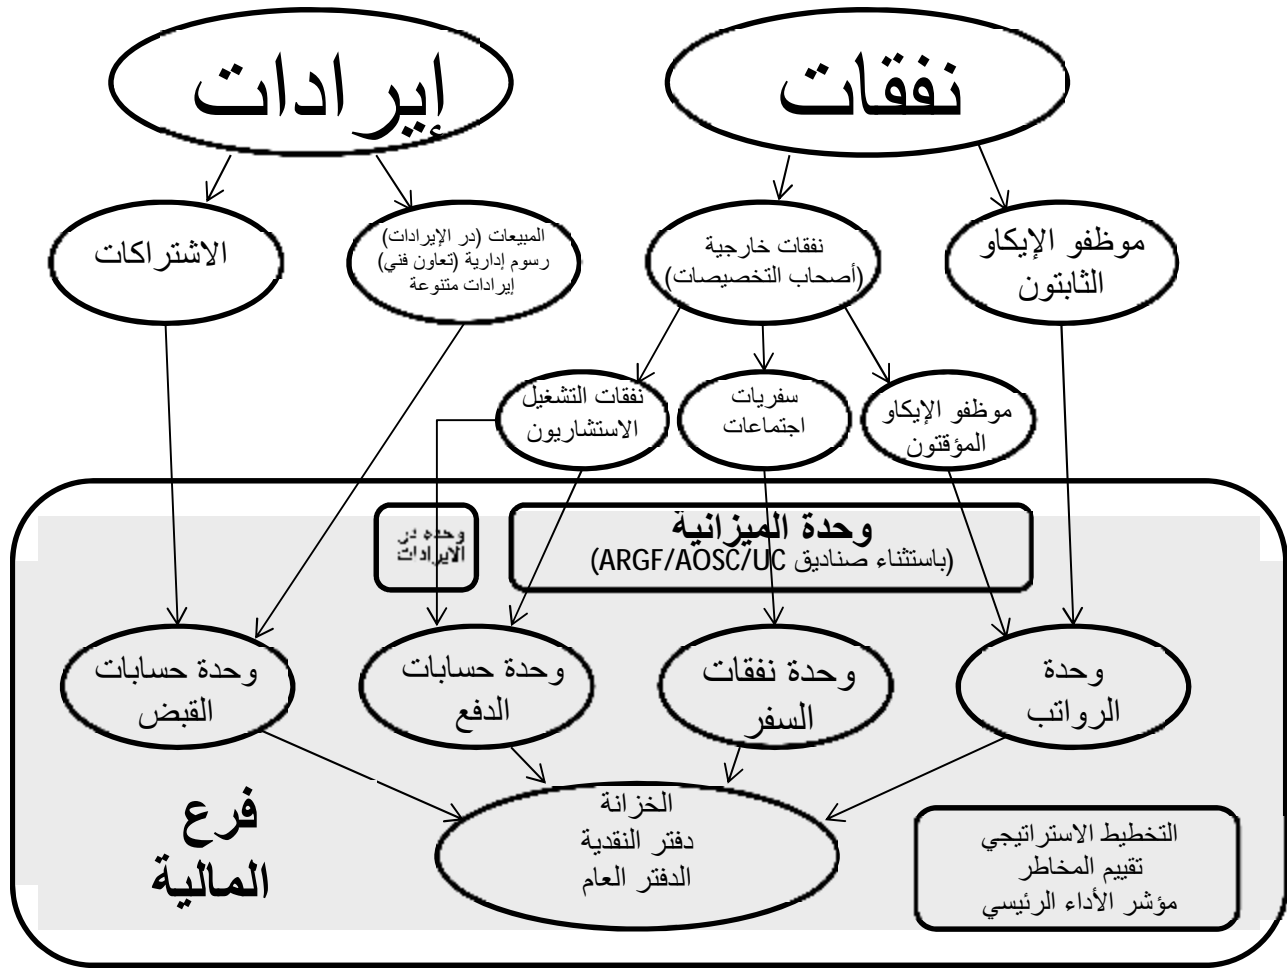 نفقات
إيرادات
موظفو الإيكاو
الثابتون
نفقات خارجية
(أصحاب التخصيصات)
المبيعات (در الإيرادات)
رسوم إدارية (تعاون فني)
إيرادات متنوعة
الاشتراكات
موظفو الإيكاو
المؤقتون
سفريات
اجتماعات
نفقات التشغيل
الاستشاريون
وحدة الميزانية
(باستثناء صناديق ARGF/AOSC/UC)
وحدة در
الايرادات
وحدة
الرواتب
وحدة نفقات
السفر
وحدة حسابات
الدفع
وحدة حسابات
القبض
الخزانة
دفتر النقدية
الدفتر العام
التخطيط الاستراتيجي
تقييم المخاطر
مؤشر الأداء الرئيسي
فرع
المالية